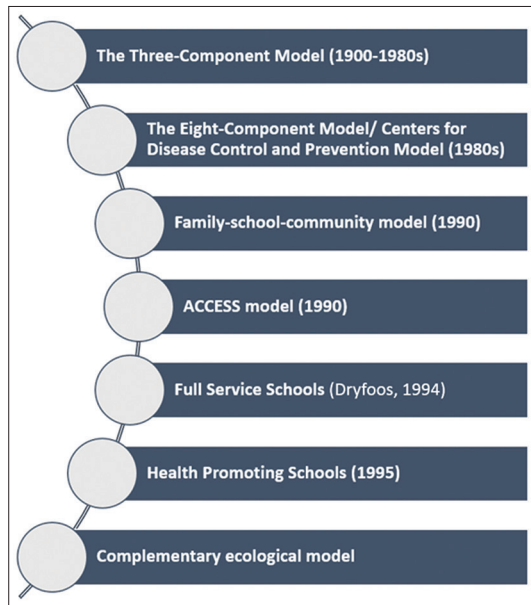 The Three-Component Model (1900-1980s)
The Eight-Component Model/ Centers for
Disease Control and Prevention Model (1980s)
Family-school-community model (1990)
ACCESS model (1990)
Full Service Schools (Dryfoos, 1994)
Health Promoting Schools (1995)
Complementary ecological model